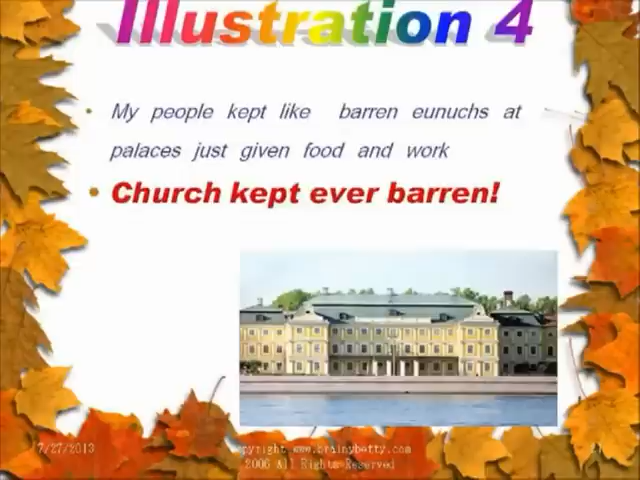 Illustration 4
My people kept like barren eunuchs at
palaces just given food and work
Church kept ever barren!
7/27/2013
www.brainybetty.com
2006 All Rights Reserved